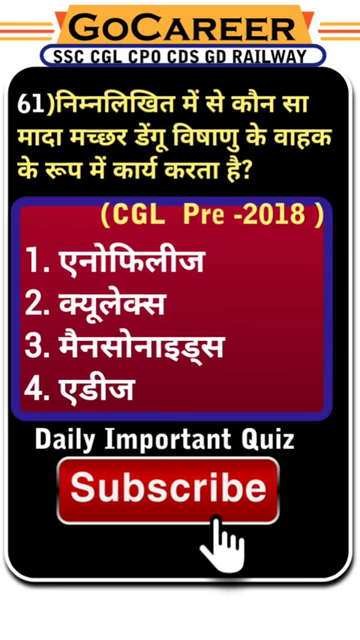 GoCareer
SSC CGL CPO CDS GD RAILWAY
61)निम्नलिखित में से कौन सा
मादा मच्छर डेंगू विषाणु के वाहक
के रूप में कार्य करता है?
(CGL Pre -2018 )
1. एनोफिलीज
2. क्यूलेक्स
3. मैनसोनाइड्स
4. एडीज
Daily Important Quiz
Subscribe